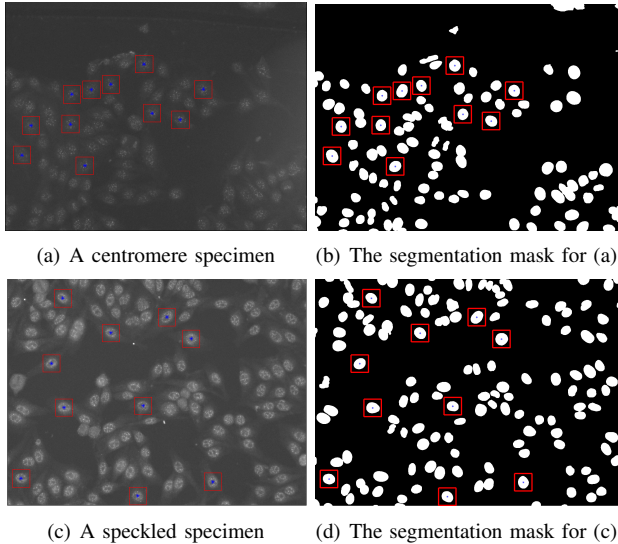 (a) A centromere specimen
(b) The segmentation mask for (a)
(c) A speckled specimen
(d) The segmentation mask for (c)